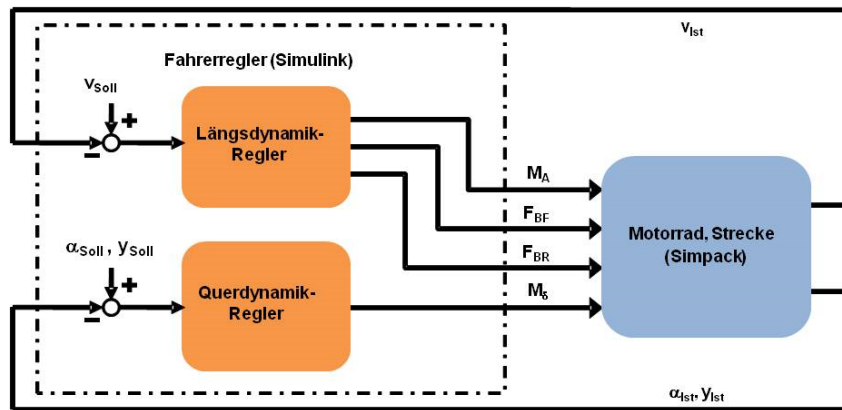 v_Ist
Fahrerregler (Simulink)
v_Soll
+
−
Längsdynamik-
Regler
M_A
F_BF
F_BR
M_δ
Motorrad, Strecke
(Simpack)
α_Soll , y_Soll
+
−
Querdynamik-
Regler
α_Ist, y_Ist